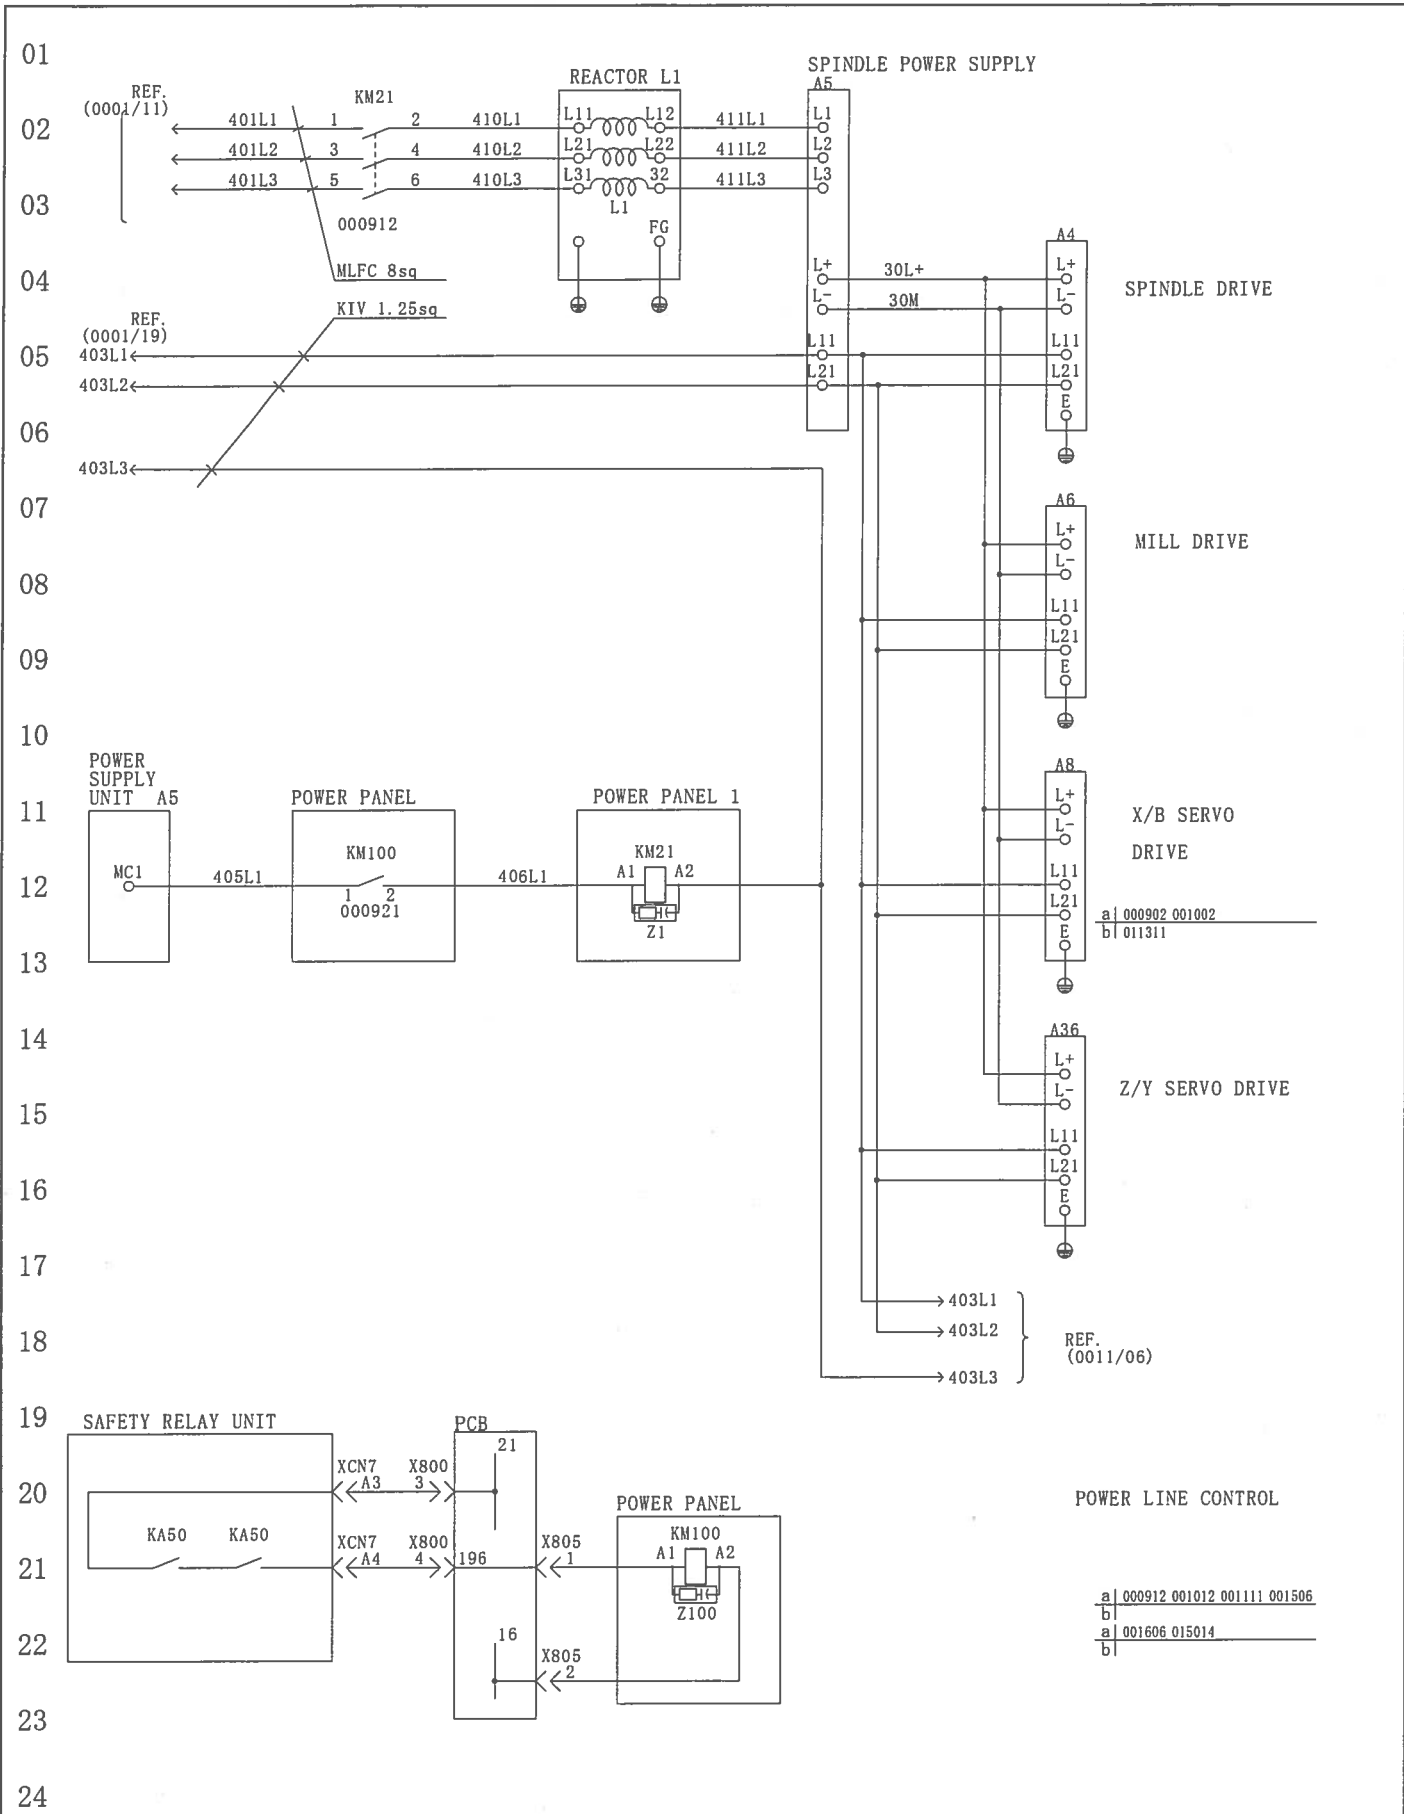 01
SPINDLE POWER SUPPLY
REACTOR L1
A5
REF.
(0001/11)
KM21
02
401L1 1 2 410L1 L11 L12 411L1 L1
401L2 3 4 410L2 L21 L22 411L2 L2
401L3 5 6 410L3 L31 32 411L3 L3
03
L1
000912
FG
A4
04
MLFC 8sq
L+ 30L+ L+
SPINDLE DRIVE
L- 30M L-
KIV 1.25sq
REF.
(0001/19)
05
403L1 L11 L11
403L2 L21 L21
E
06
403L3
07
A6
L+
MILL DRIVE
L-
08
L11
L21
09
E
10
POWER
SUPPLY
UNIT A5
POWER PANEL
POWER PANEL 1
A8
11
L+
X/B SERVO
L-
DRIVE
KM100
KM21
12
MC1 405L1 1 2 406L1 A1 A2 L11
000921
L21
a 000902 001002
b 011311
Z1
E
13
14
A36
L+
Z/Y SERVO DRIVE
L-
15
L11
L21
16
E
17
403L1
18
403L2
REF.
(0011/06)
403L3
19
SAFETY RELAY UNIT
PCB
21
XCN7 X800
20
A3 3
POWER LINE CONTROL
POWER PANEL
KA50 KA50 XCN7 X800 X805 KM100
21
A4 4 196 1 A1 A2
Z100
a 000912 001012 001111 001506
b
22
16
X805
2
a 001606 015014
b
23
24